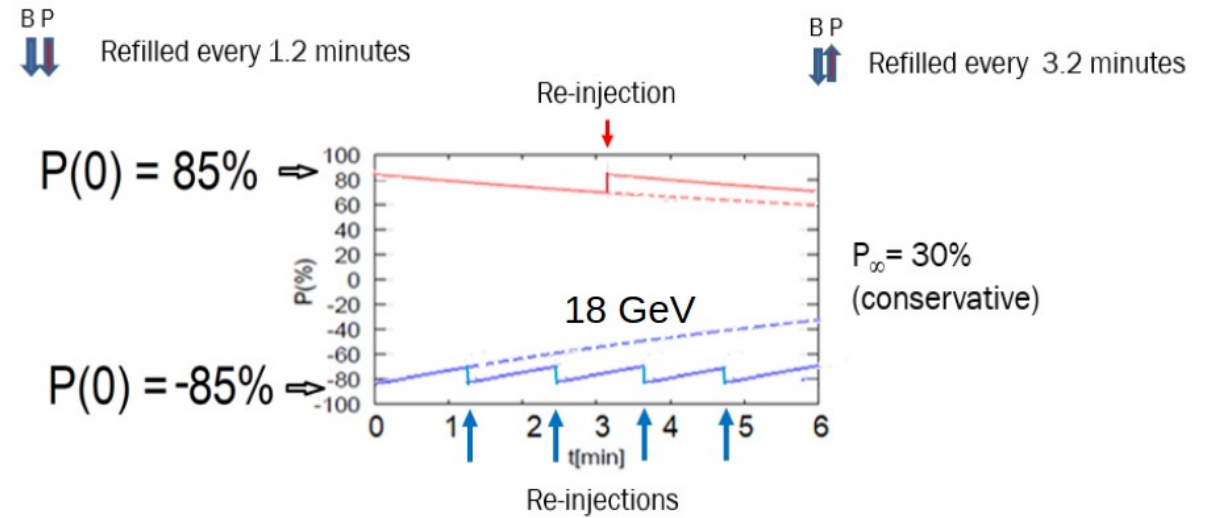 B P
Refilled every 1.2 minutes
B P
Refilled every 3.2 minutes
Re-injection
P(0) = 85%
100
80
60
40
20
0
-20
-40
-60
-80
-100
P(%)
18 GeV
P∞= 30%
(conservative)
P(0) =-85%
0 1 2 3 4 5 6
t[min]
Re-injections